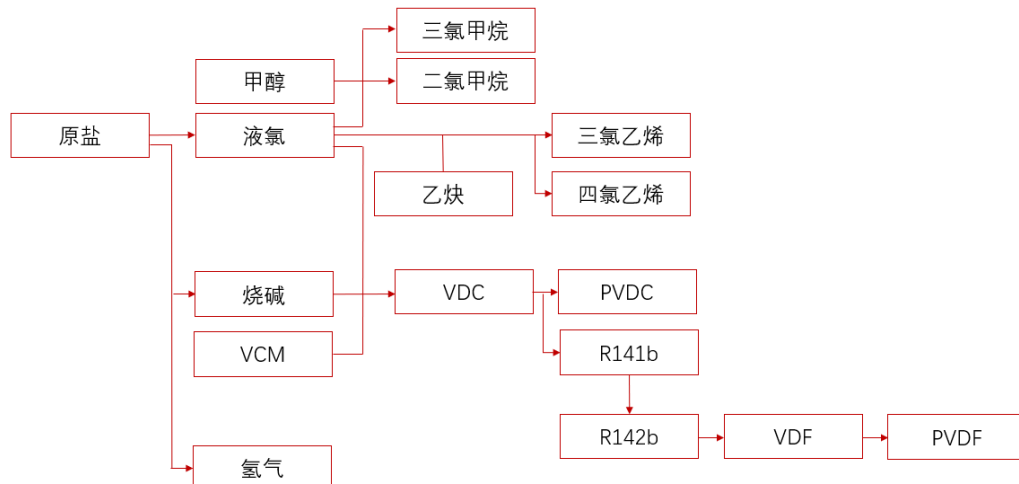 三氯甲烷
甲醇
二氯甲烷
原盐
液氯
三氯乙烯
乙炔
四氯乙烯
烧碱
VDC
PVDC
VCM
R141b
R142b
VDF
PVDF
氢气